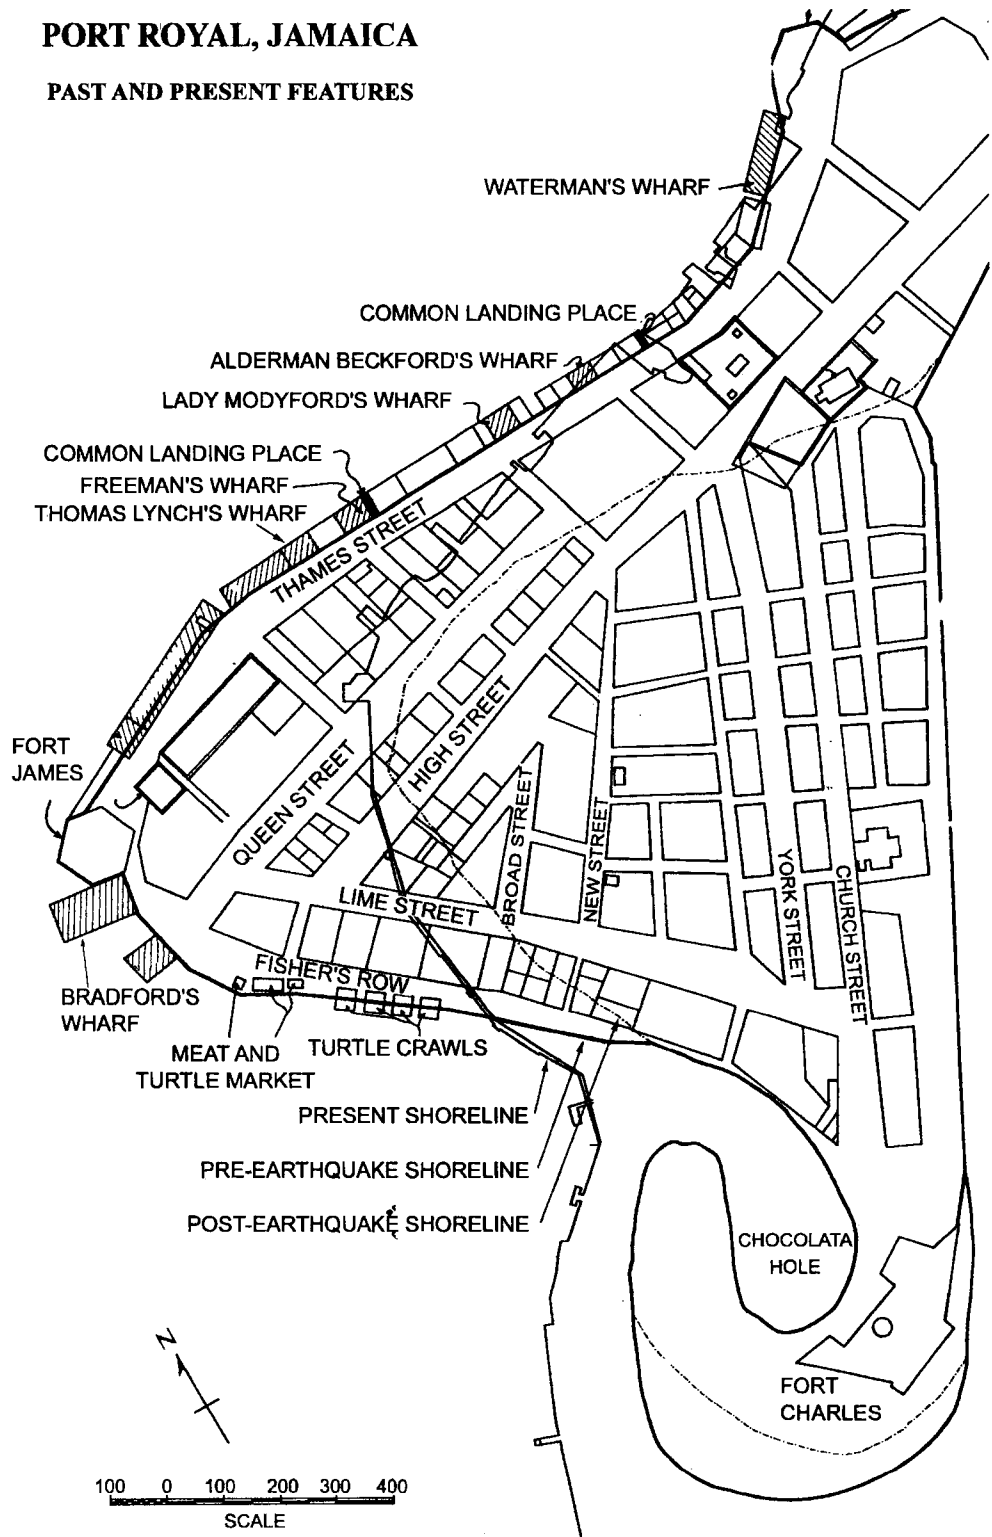 PORT ROYAL, JAMAICA
PAST AND PRESENT FEATURES
WATERMAN'S WHARF
COMMON LANDING PLACE
ALDERMAN BECKFORD'S WHARF
LADY MODYFORD'S WHARF
COMMON LANDING PLACE
FREEMAN'S WHARF
THOMAS LYNCH'S WHARF
THAMES STREET
FORT
JAMES
QUEEN STREET
HIGH STREET
BROAD STREET
NEW STREET
YORK STREET
CHURCH STREET
LIME STREET
FISHER'S ROW
BRADFORD'S
WHARF
MEAT AND
TURTLE MARKET
TURTLE CRAWLS
PRESENT SHORELINE
PRE-EARTHQUAKE SHORELINE
POST-EARTHQUAKE SHORELINE
CHOCOLATA
HOLE
FORT
CHARLES
N
100 0 100 200 300 400
SCALE